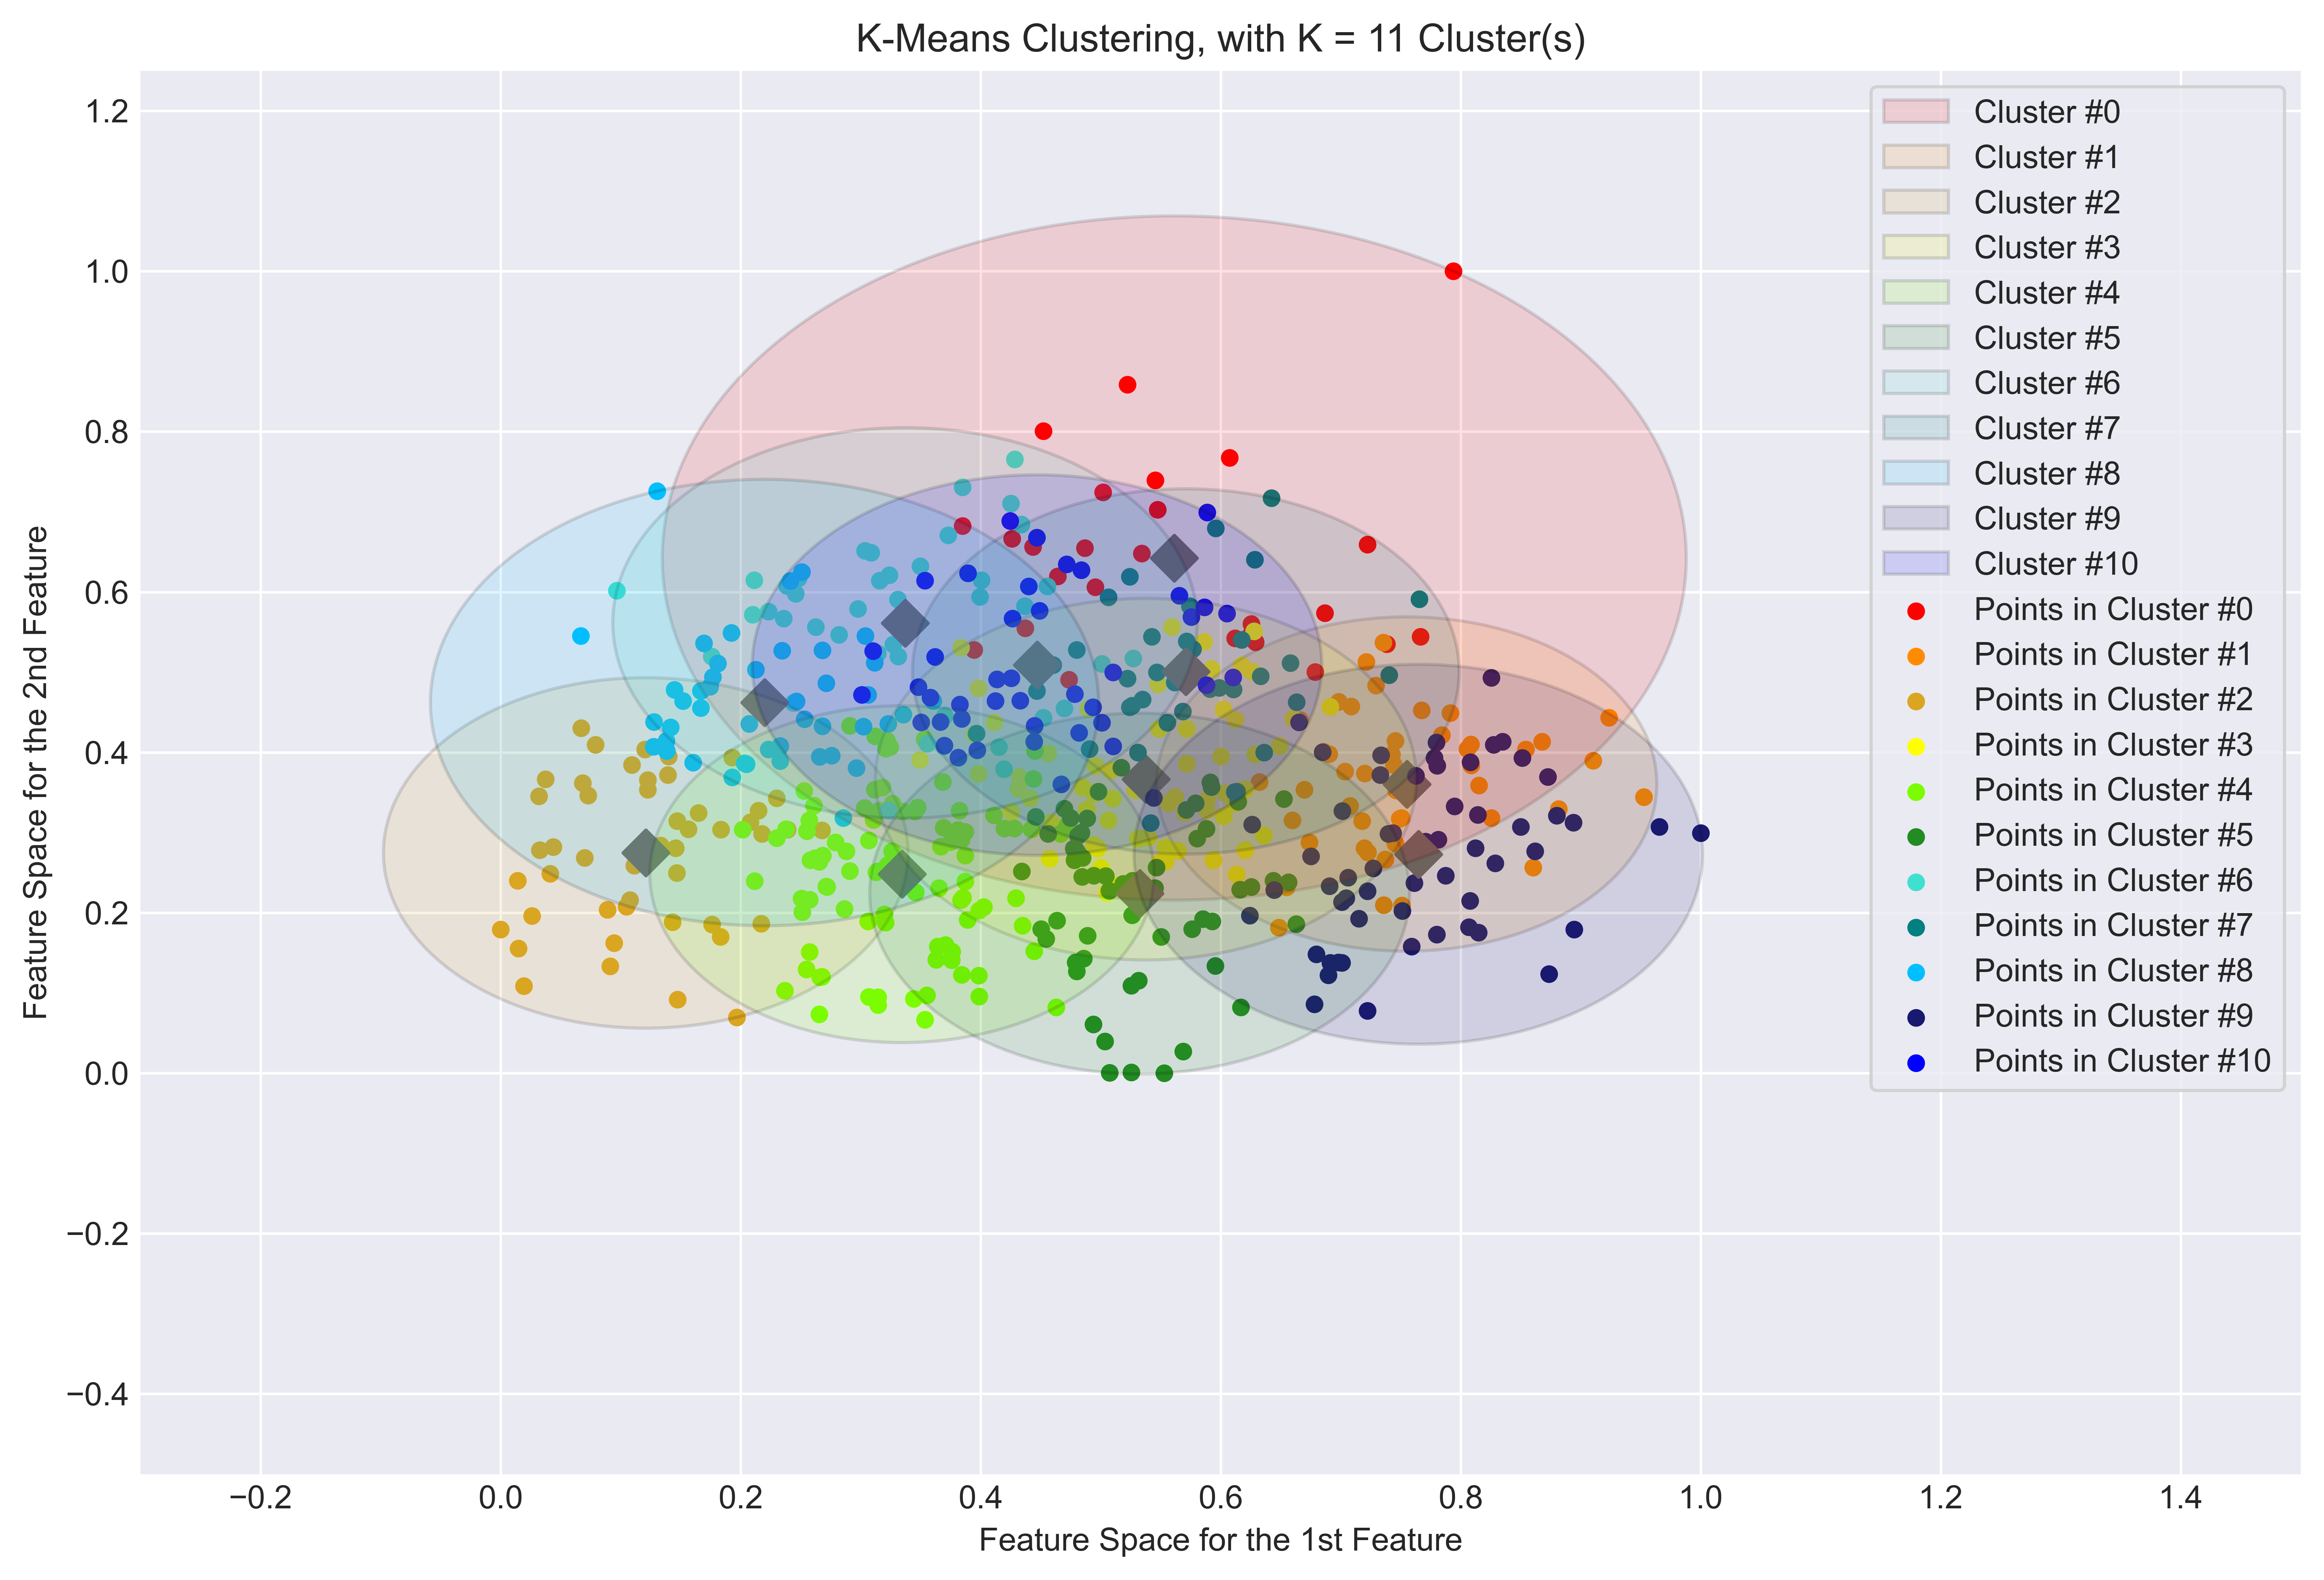 K-Means Clustering, with K = 11 Cluster(s)
Feature Space for the 2nd Feature
1.2
1.0
0.8
0.6
0.4
0.2
0.0
−0.2
−0.4
−0.2
0.0
0.2
0.4
0.6
0.8
1.0
1.2
1.4
Feature Space for the 1st Feature
Cluster #0
Cluster #1
Cluster #2
Cluster #3
Cluster #4
Cluster #5
Cluster #6
Cluster #7
Cluster #8
Cluster #9
Cluster #10
Points in Cluster #0
Points in Cluster #1
Points in Cluster #2
Points in Cluster #3
Points in Cluster #4
Points in Cluster #5
Points in Cluster #6
Points in Cluster #7
Points in Cluster #8
Points in Cluster #9
Points in Cluster #10